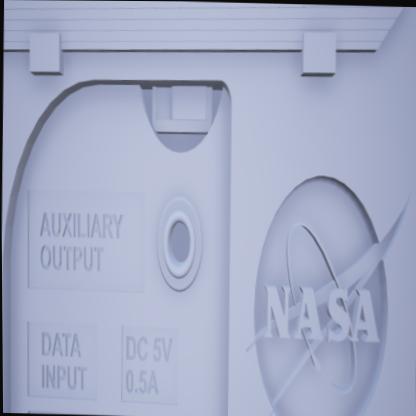 AUXILIARY
OUTPUT
DATA
INPUT
DC 5V
0.5A
NASA